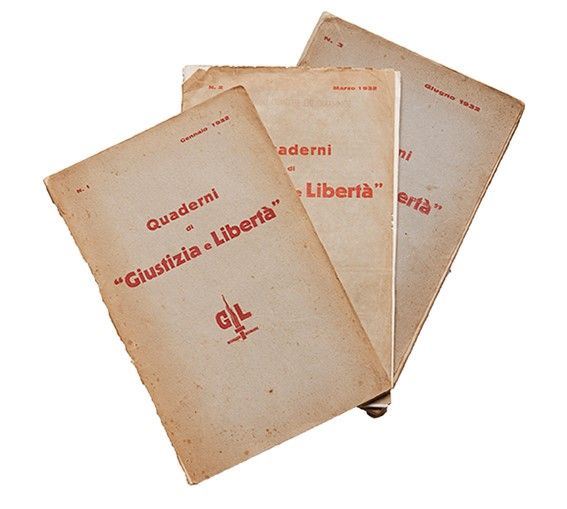 N. 1
Gennaio 1932
Quaderni
di
"Giustizia e Libertà"
GL
N. 2
Marzo 1932
aderni
di
e Libertà"
N. 3
Giugno 1932
ni
ertà"